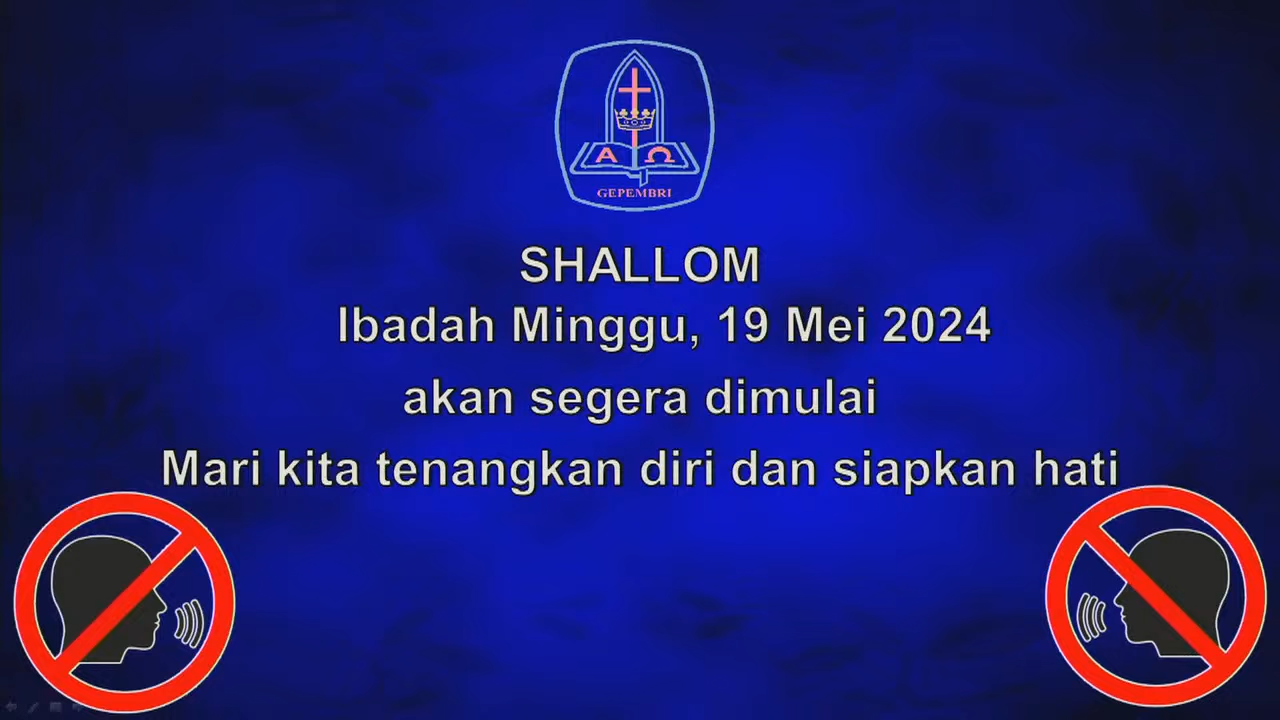 Α Ω
GEPEMBRI
SHALLOM
Ibadah Minggu, 19 Mei 2024
akan segera dimulai
Mari kita tenangkan diri dan siapkan hati